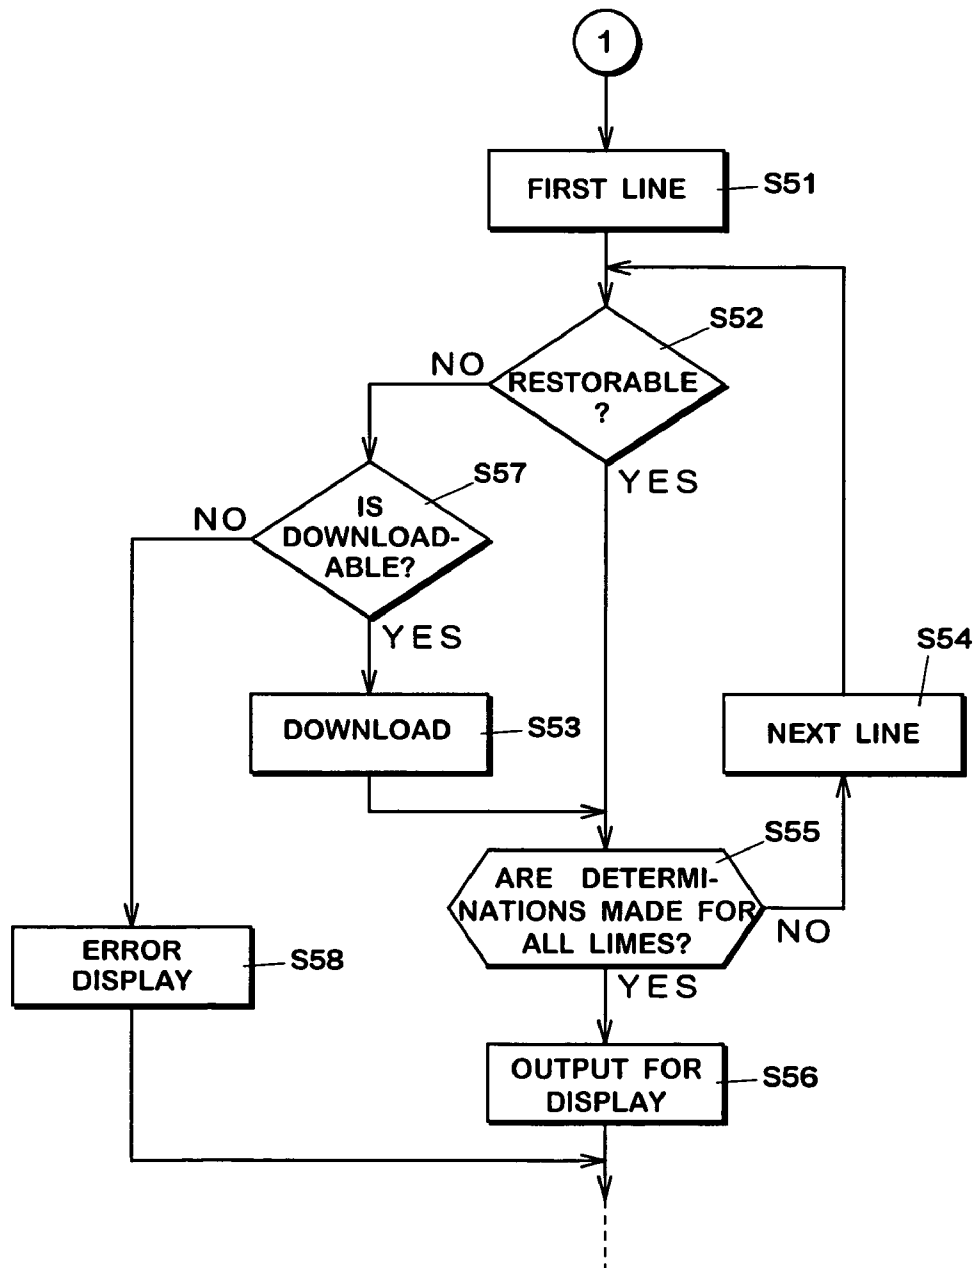 1
FIRST LINE
S51
S52
NO
RESTORABLE
?
YES
S57
NO
IS
DOWNLOAD-
ABLE?
YES
S54
DOWNLOAD
S53
NEXT LINE
S55
ARE DETERMI-
NATIONS MADE FOR
ALL LIMES?
NO
YES
ERROR
DISPLAY
S58
OUTPUT FOR
DISPLAY
S56